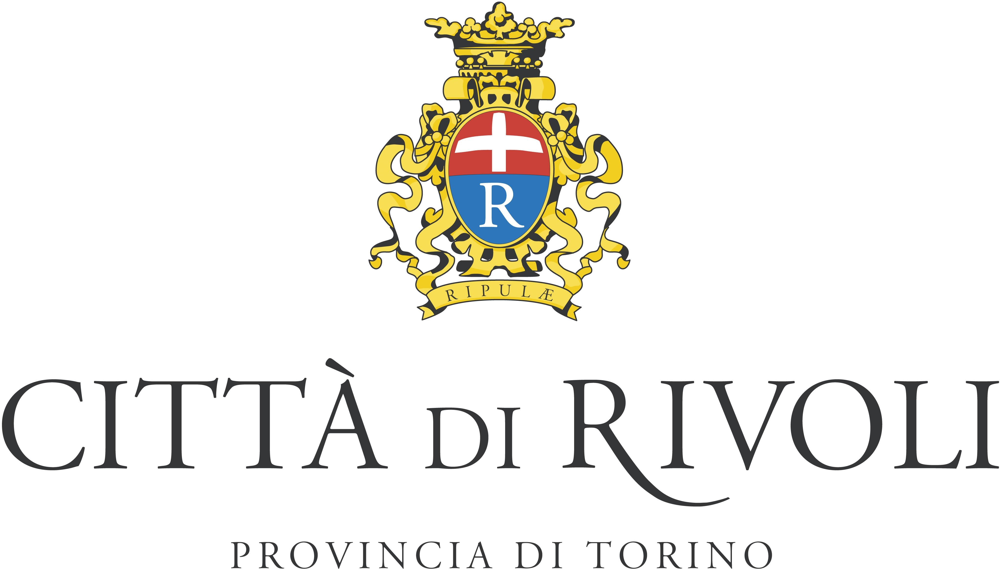 R
RIPULÆ
CITTÀ DI RIVOLI
PROVINCIA DI TORINO